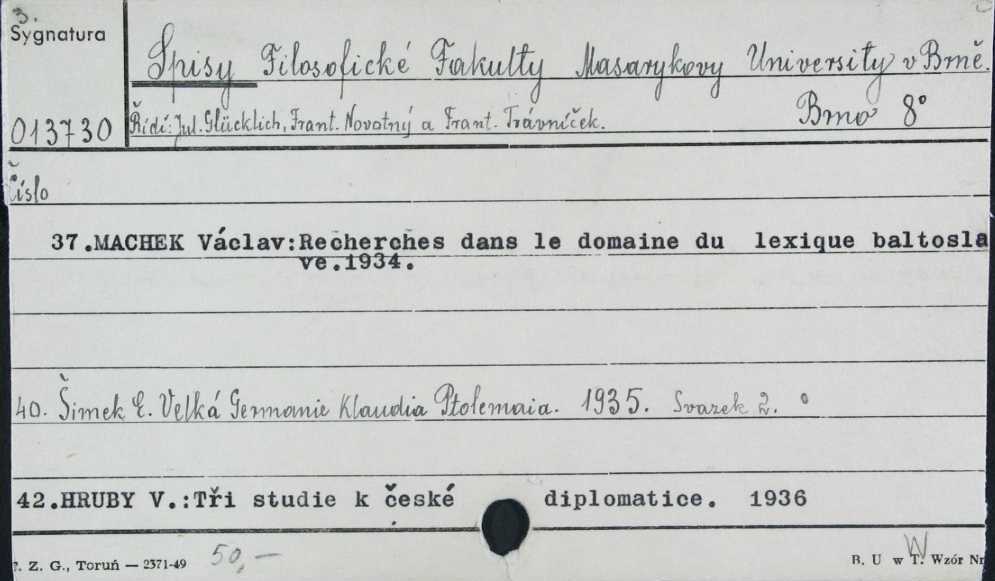 3.
Sygnatura
Spisy Filosofické Fakulty Masarykovy University v Brně.
013730
Řídí: Jul. Glücklich, Frant. Novotný a Frant. Trávníček.
Brno 8°
Číslo
37.MACHEK Václav:Recherches dans le domaine du lexique baltosla
ve.1934.
40. Šimek E. Velká Germanie Klaudia Ptolemaia. 1935. Svazek 2.
42.HRUBY V.:Tři studie k české diplomatice. 1936
P. Z. G., Toruń — 2371-49
50,—
W
B. U w T. Wzór Nr